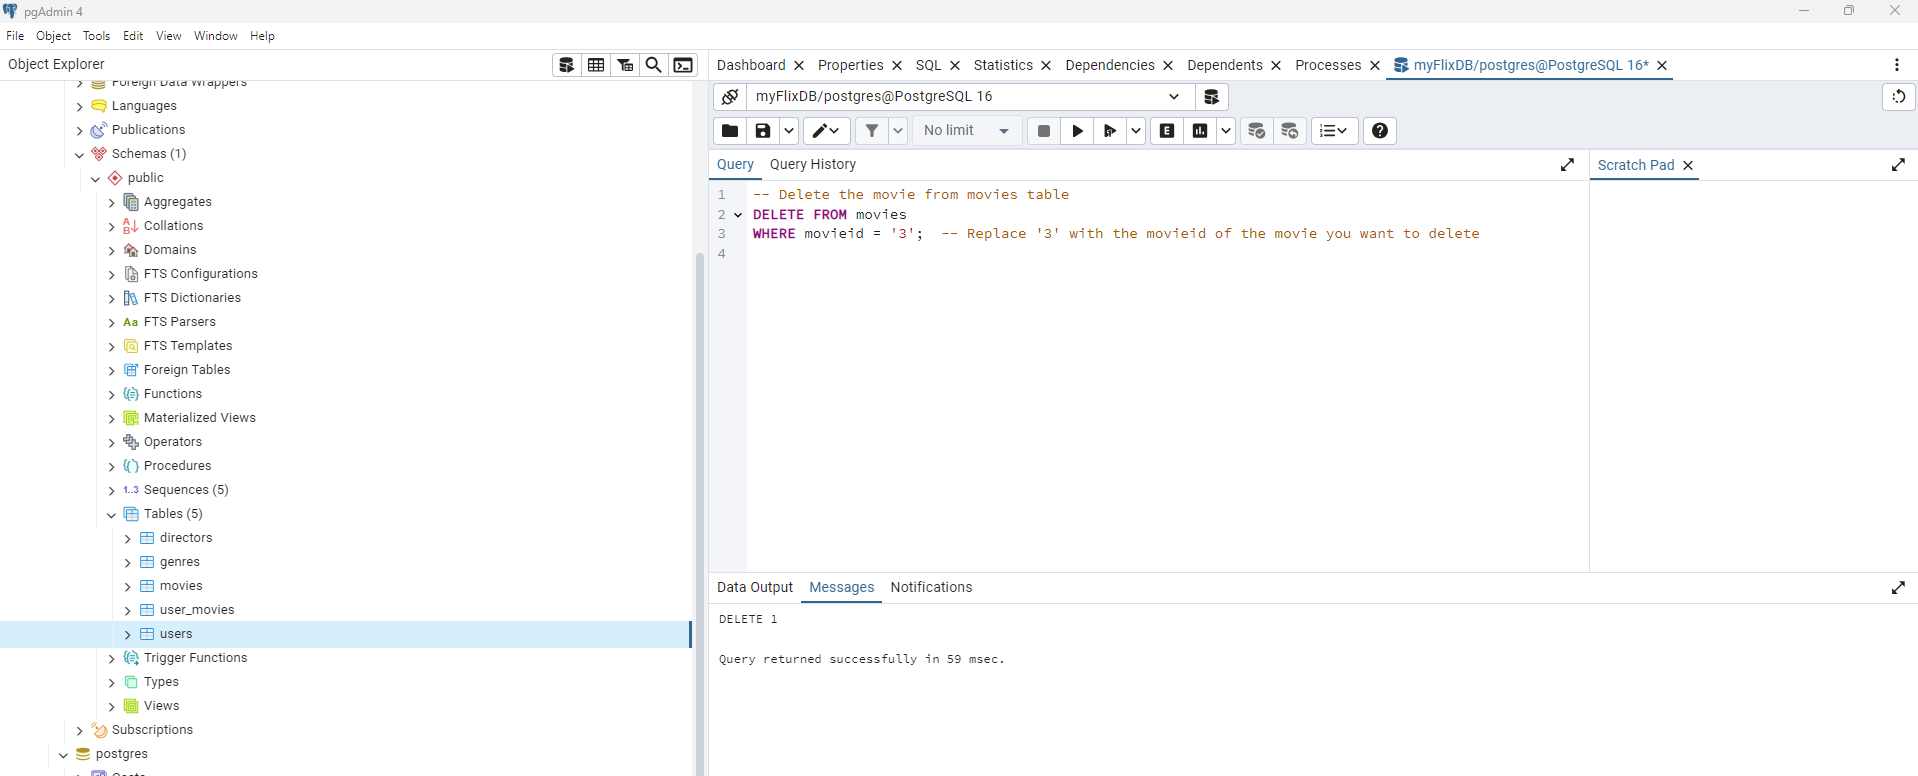 pgAdmin 4
File Object Tools Edit View Window Help
Object Explorer
Foreign Data Wrappers
Languages
Publications
Schemas (1)
public
Aggregates
Collations
Domains
FTS Configurations
FTS Dictionaries
Aa FTS Parsers
FTS Templates
Foreign Tables
Functions
Materialized Views
Operators
Procedures
1..3 Sequences (5)
Tables (5)
directors
genres
movies
user_movies
users
Trigger Functions
Types
Views
Subscriptions
postgres
Casts
Dashboard Properties SQL Statistics Dependencies Dependents Processes myFlixDB/postgres@PostgreSQL 16*
myFlixDB/postgres@PostgreSQL 16
No limit E
Query Query History
1 -- Delete the movie from movies table
2 DELETE FROM movies
3 WHERE movieid = '3';  -- Replace '3' with the movieid of the movie you want to delete
4
Scratch Pad
Data Output Messages Notifications
DELETE 1
Query returned successfully in 59 msec.